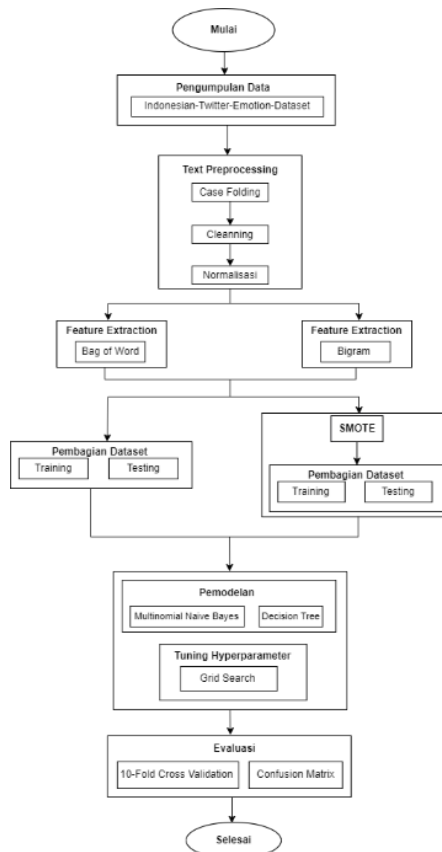 Mulai
Pengumpulan Data
Indonesian-Twitter-Emotion-Dataset
Text Preprocessing
Case Folding
Cleanning
Normalisasi
Feature Extraction
Bag of Word
Feature Extraction
Bigram
SMOTE
Pembagian Dataset
Training
Testing
Pembagian Dataset
Training
Testing
Pemodelan
Multinomial Naive Bayes
Decision Tree
Tuning Hyperparameter
Grid Search
Evaluasi
10-Fold Cross Validation
Confusion Matrix
Selesai